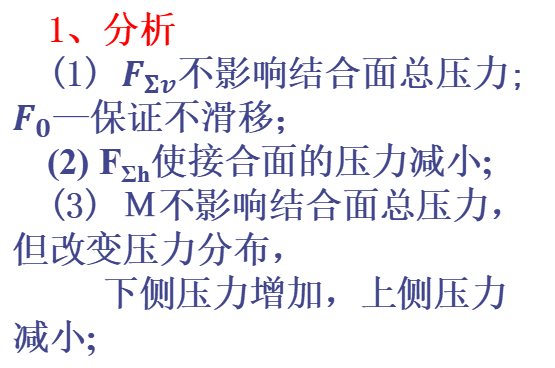 1、分析
(1) F_Σv不影响结合面总压力;
F_0—保证不滑移;
(2) F_Σh使接合面的压力减小;
(3) M不影响结合面总压力,
但改变压力分布,
下侧压力增加, 上侧压力
减小;